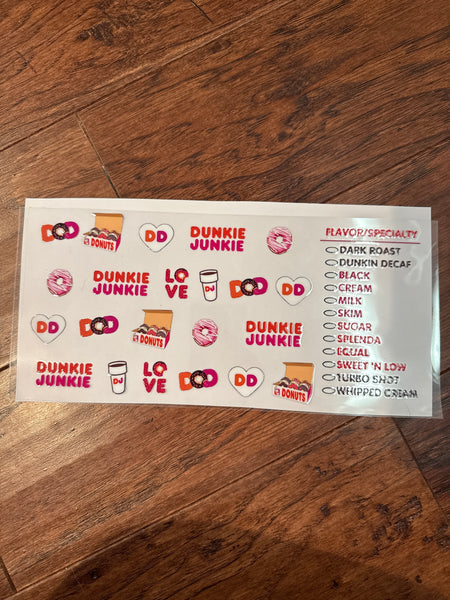 DD
DONUTS
DD
DUNKIE
JUNKIE
DUNKIE
JUNKIE
LO
VE
DD
DD
DD
DD
DONUTS
DUNKIE
JUNKIE
DUNKIE
JUNKIE
DJ
LO
VE
DD
DD
DONUTS
FLAVOR/SPECIALTY
DARK ROAST
DUNKIN DECAF
BLACK
CREAM
MILK
SKIM
SUGAR
SPLENDA
EQUAL
SWEET 'N LOW
TURBO SHOT
WHIPPED CREAM